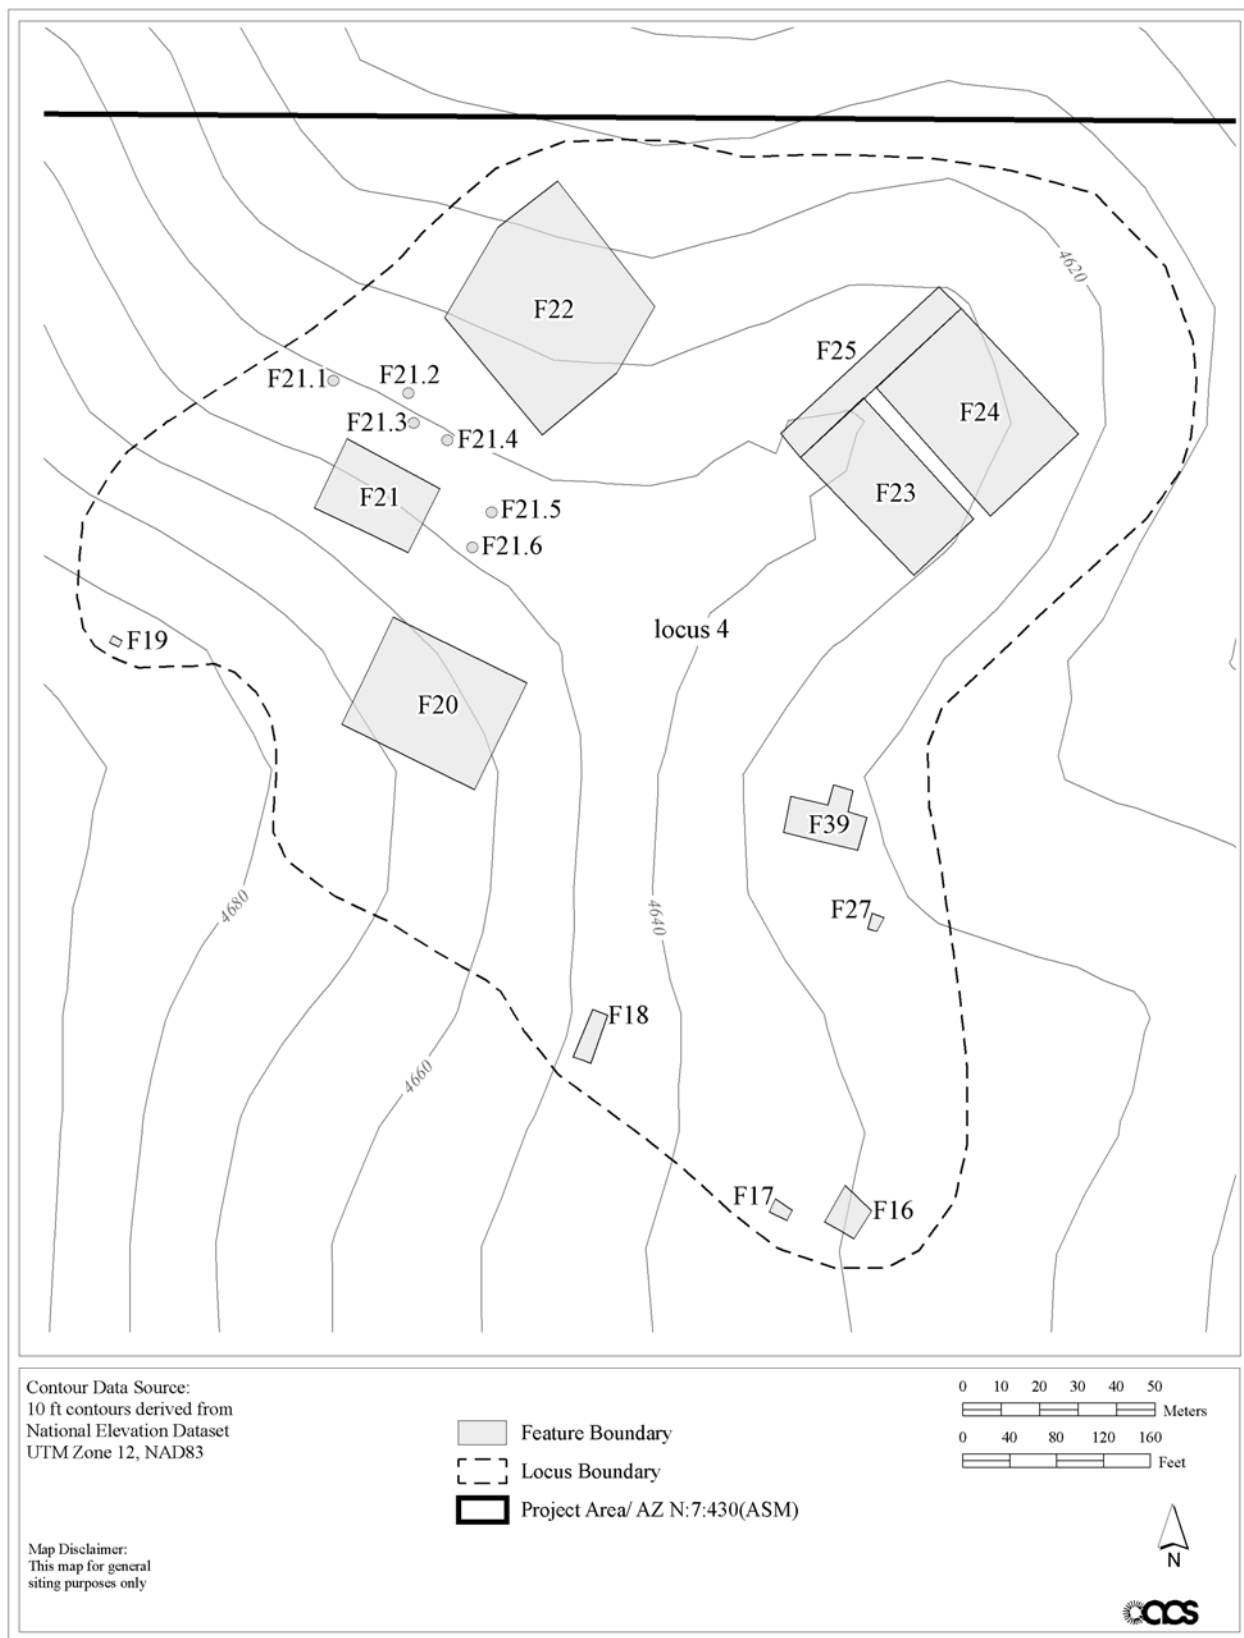 4620
F22
F25
F24
F21.1
F21.2
F21.3
F21.4
F21
F23
F21.5
F21.6
locus 4
F19
F20
F39
4680
4640
F27
F18
4660
F17
F16
Contour Data Source:
10 ft contours derived from
National Elevation Dataset
UTM Zone 12, NAD83
Map Disclaimer:
This map for general
siting purposes only
Feature Boundary
Locus Boundary
Project Area/ AZ N:7:430(ASM)
0 10 20 30 40 50
Meters
0 40 80 120 160
Feet
N
acs